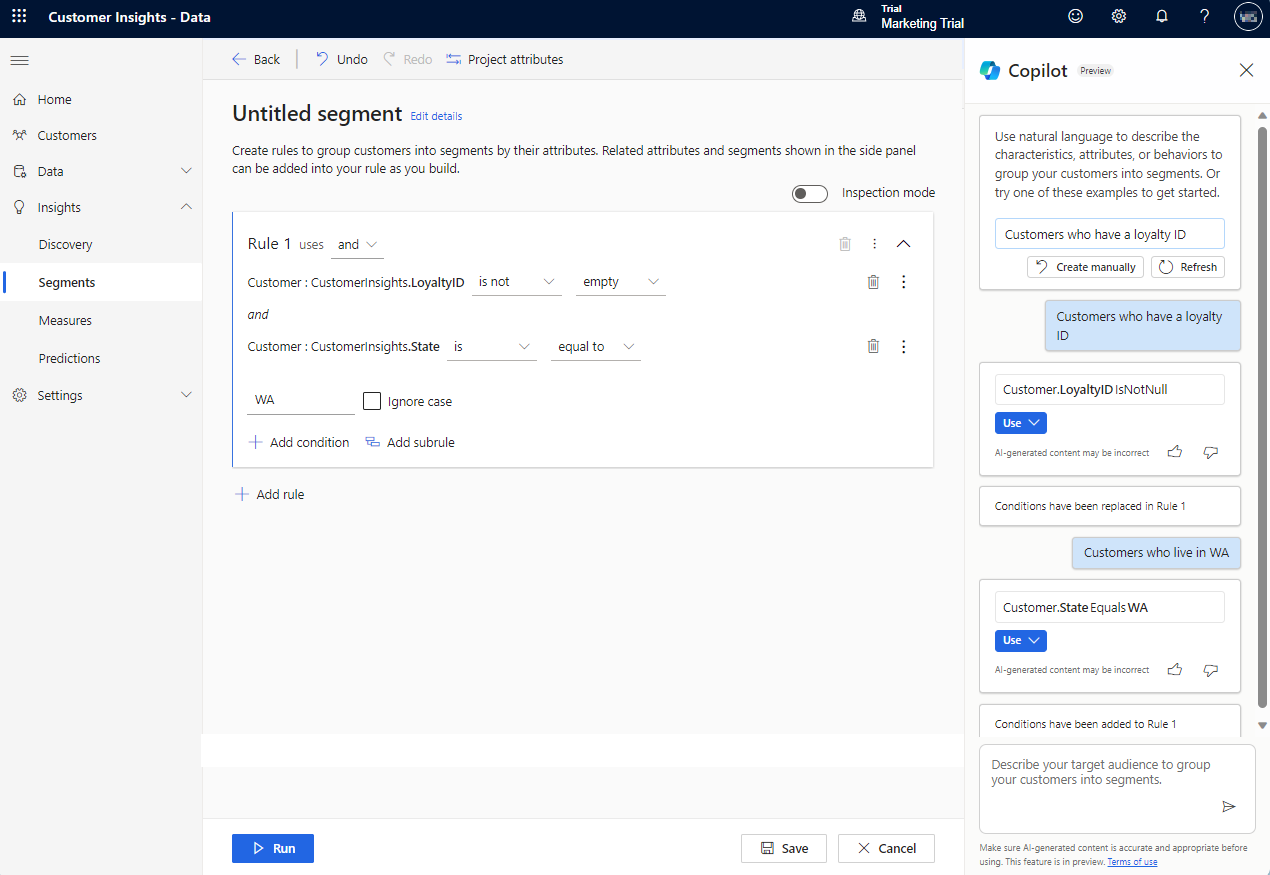 Customer Insights - Data
Trial
Marketing Trial
?
Home
Customers
Data
Insights
Discovery
Segments
Measures
Predictions
Settings
Back
Undo
Redo
Project attributes
Untitled segment Edit details
Create rules to group customers into segments by their attributes. Related attributes and segments shown in the side panel
can be added into your rule as you build.
Inspection mode
Rule 1 uses and
Customer : CustomerInsights.LoyaltyID is not empty
and
Customer : CustomerInsights.State is equal to
WA Ignore case
Add condition Add subrule
Add rule
Run
Save
Cancel
Copilot Preview
Use natural language to describe the
characteristics, attributes, or behaviors to
group your customers into segments. Or
try one of these examples to get started.
Customers who have a loyalty ID
Create manually Refresh
Customers who have a loyalty
ID
Customer.LoyaltyID IsNotNull
Use
AI-generated content may be incorrect
Conditions have been replaced in Rule 1
Customers who live in WA
Customer.State Equals WA
Use
AI-generated content may be incorrect
Conditions have been added to Rule 1
Describe your target audience to group
your customers into segments.
Make sure AI-generated content is accurate and appropriate before
using. This feature is in preview. Terms of use